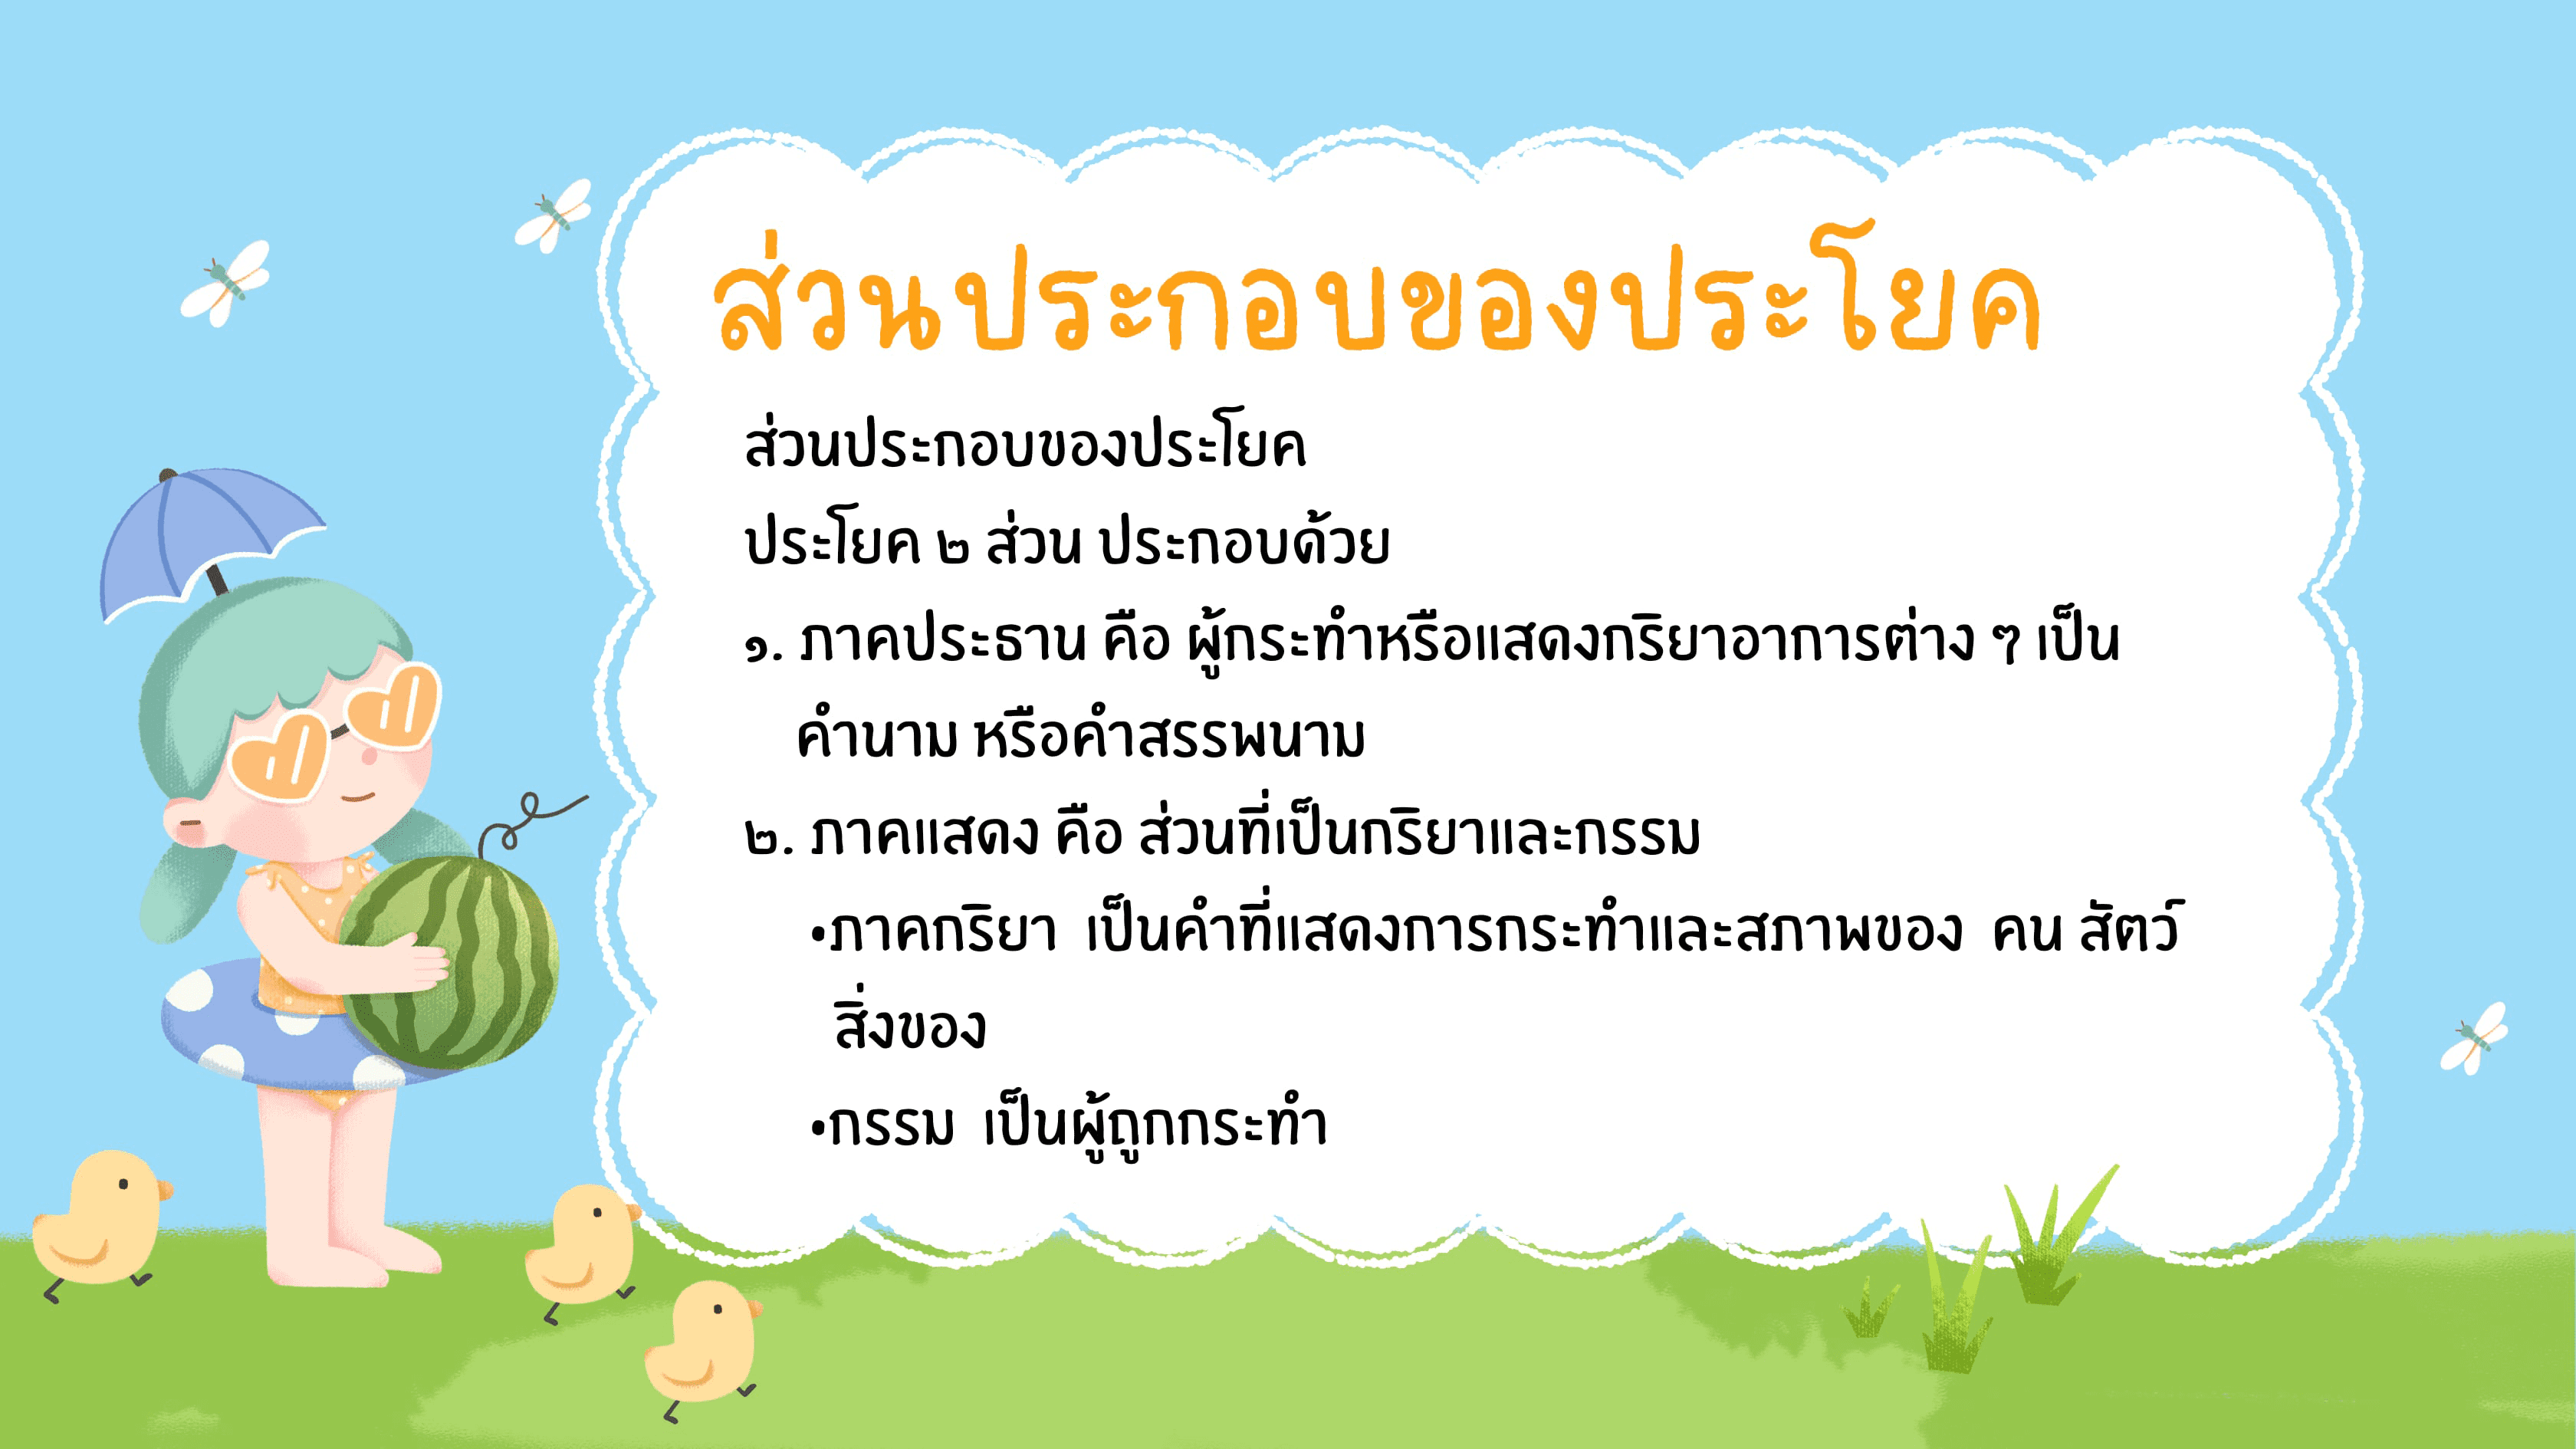 ส่วนประกอบของประโยค
ส่วนประกอบของประโยค
ประโยค ๒ ส่วน ประกอบด้วย
๑. ภาคประธาน คือ ผู้กระทำหรือแสดงกริยาอาการต่าง ๆ เป็น
คำนาม หรือคำสรรพนาม
๒. ภาคแสดง คือ ส่วนที่เป็นกริยาและกรรม
•ภาคกริยา เป็นคำที่แสดงการกระทำและสภาพของ คน สัตว์
สิ่งของ
•กรรม เป็นผู้ถูกกระทำ